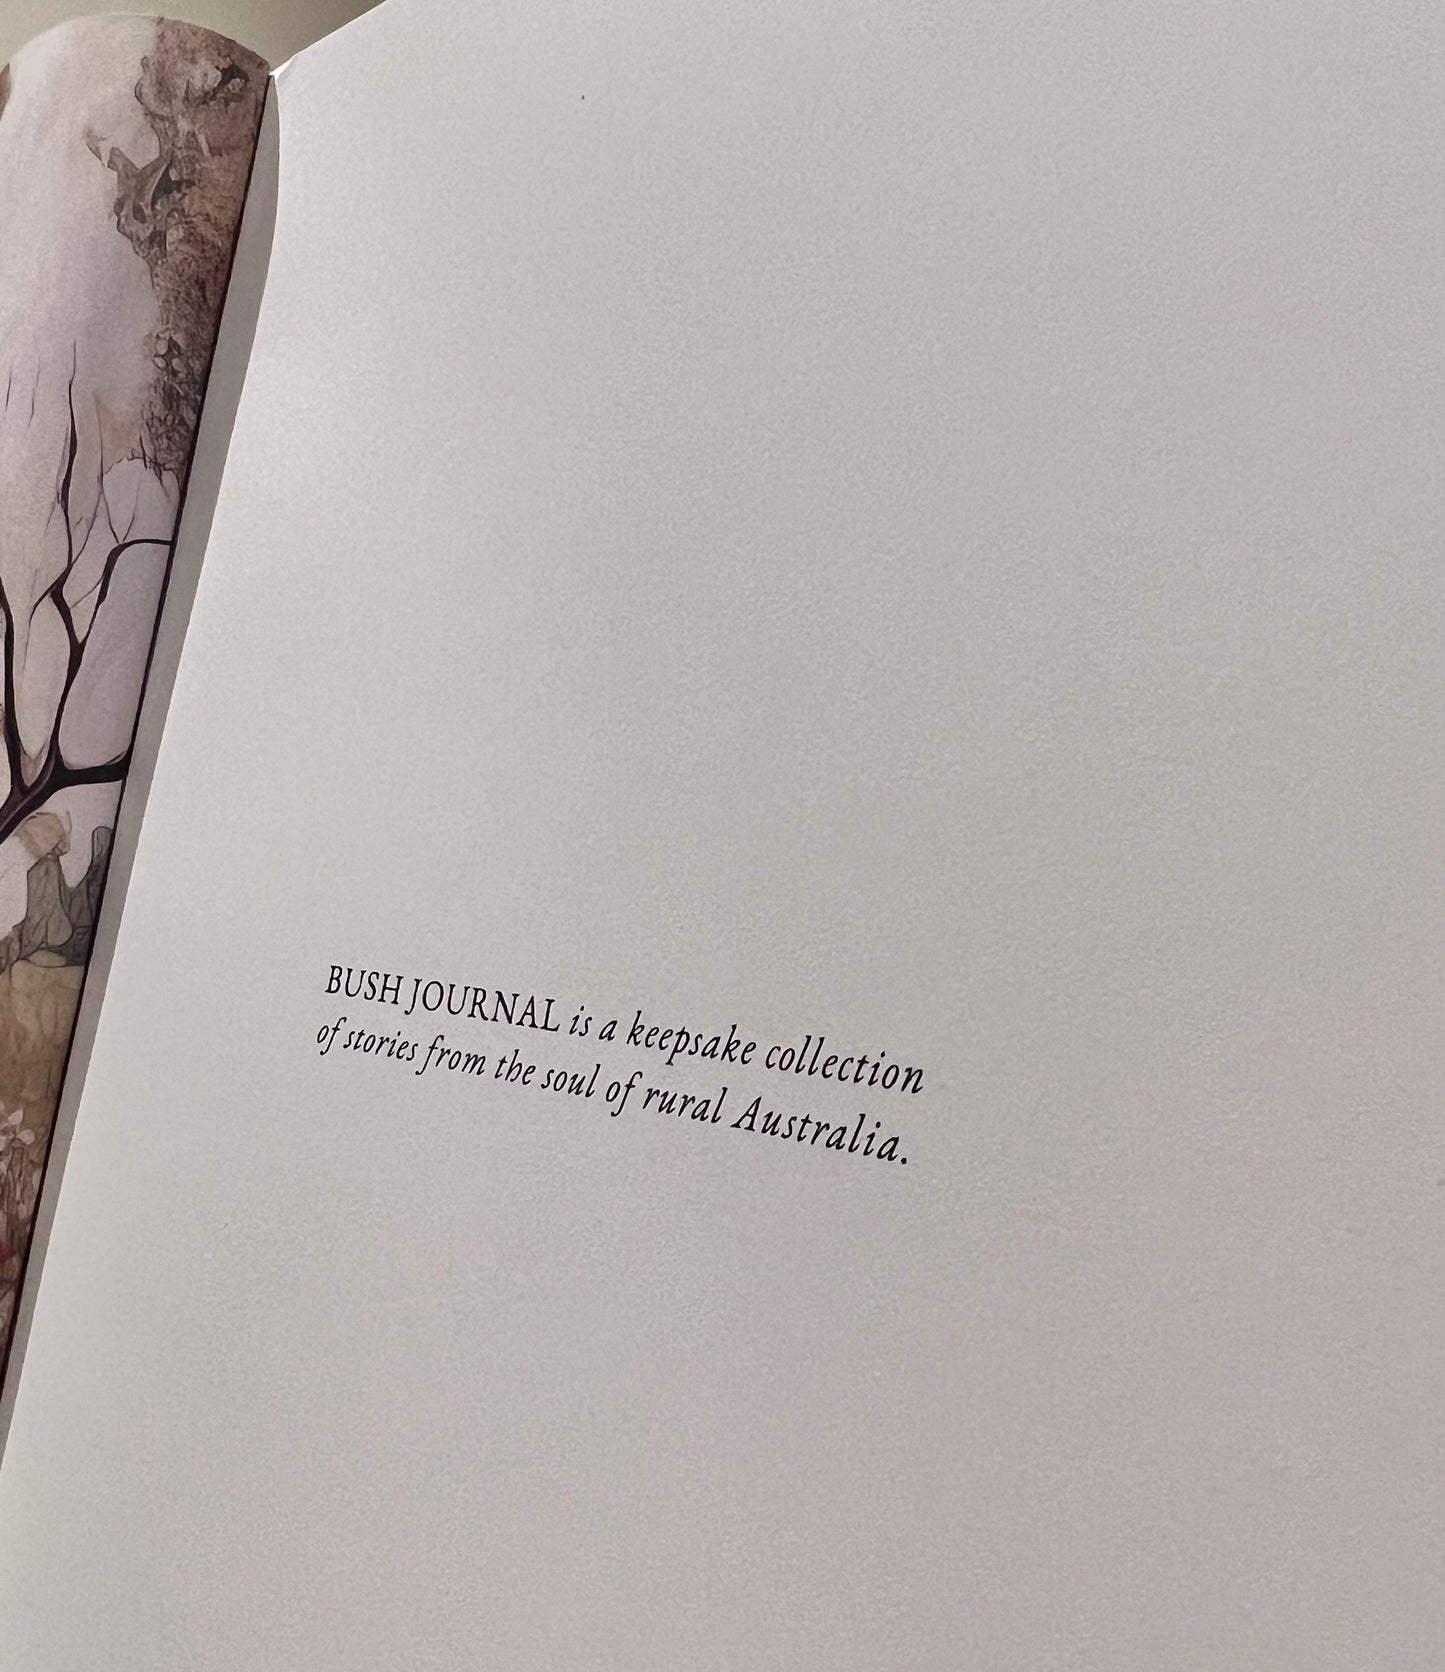 BUSH JOURNAL is a keepsake collection
of stories from the soul of rural Australia.